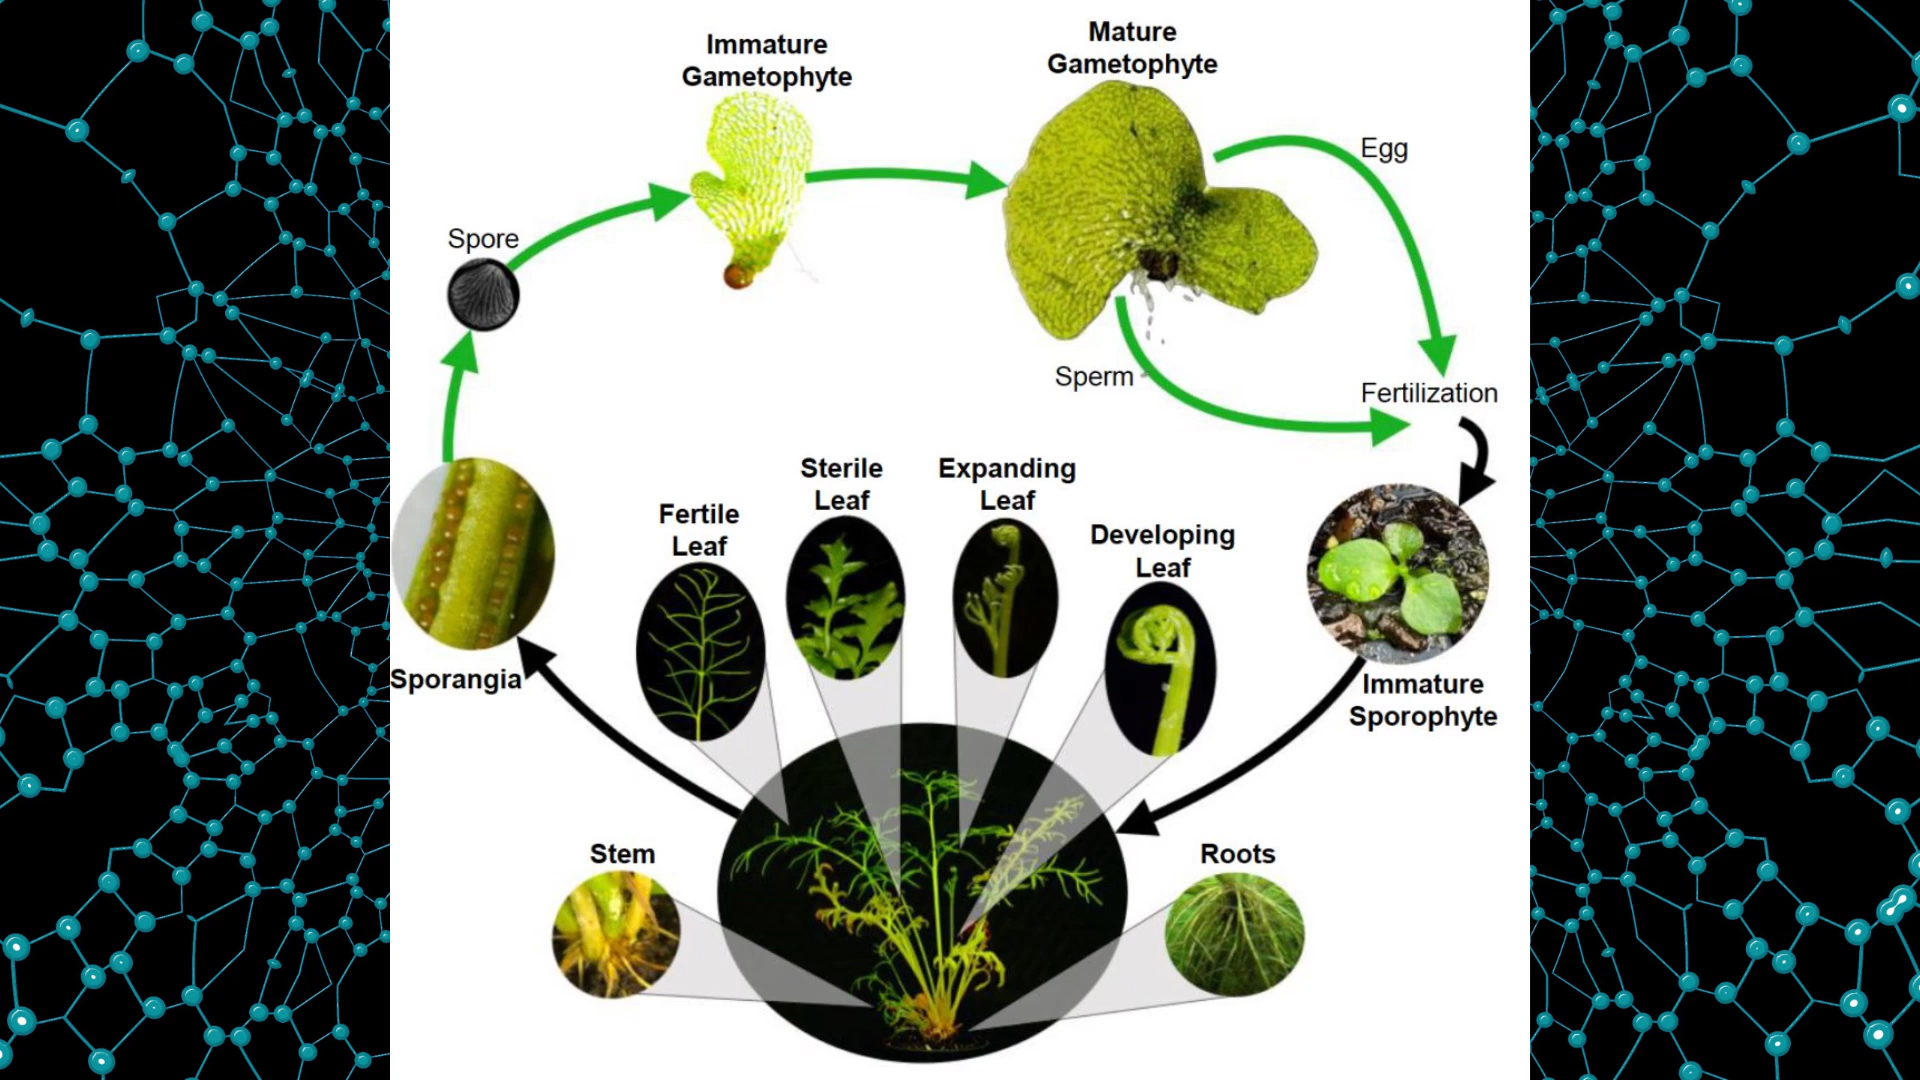 Immature
Gametophyte
Mature
Gametophyte
Egg
Spore
Sperm
Fertilization
Sterile
Leaf
Expanding
Leaf
Fertile
Leaf
Developing
Leaf
Sporangia
Immature
Sporophyte
Stem
Roots